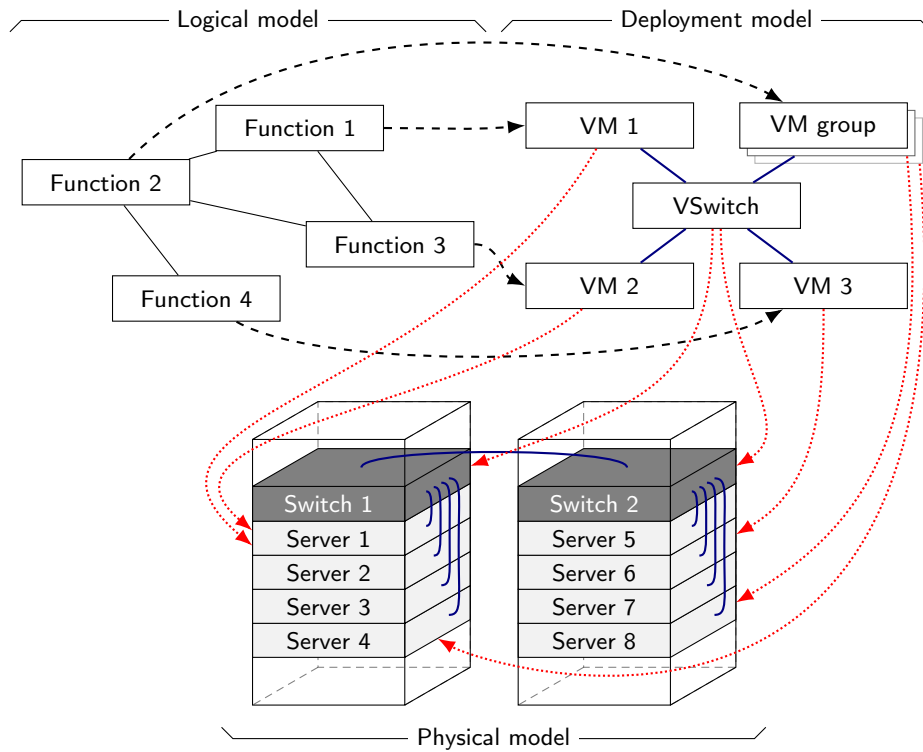 Logical model
Deployment model
Function 1
VM 1
VM group
Function 2
VSwitch
Function 3
VM 2
VM 3
Function 4
Switch 1
Switch 2
Server 1
Server 5
Server 2
Server 6
Server 3
Server 7
Server 4
Server 8
Physical model